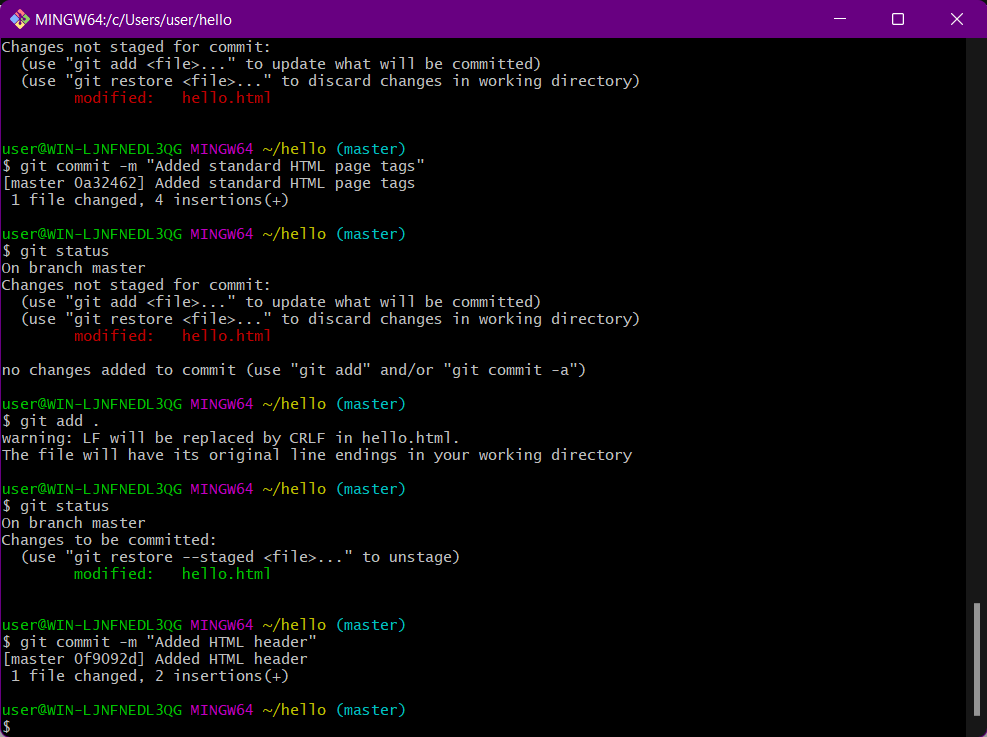 MINGW64:/c/Users/user/hello
Changes not staged for commit:
  (use "git add <file>..." to update what will be committed)
  (use "git restore <file>..." to discard changes in working directory)
        modified:   hello.html
user@WIN-LJNFNEDL3QG MINGW64 ~/hello (master)
$ git commit -m "Added standard HTML page tags"
[master 0a32462] Added standard HTML page tags
 1 file changed, 4 insertions(+)
user@WIN-LJNFNEDL3QG MINGW64 ~/hello (master)
$ git status
On branch master
Changes not staged for commit:
  (use "git add <file>..." to update what will be committed)
  (use "git restore <file>..." to discard changes in working directory)
        modified:   hello.html
no changes added to commit (use "git add" and/or "git commit -a")
user@WIN-LJNFNEDL3QG MINGW64 ~/hello (master)
$ git add .
warning: LF will be replaced by CRLF in hello.html.
The file will have its original line endings in your working directory
user@WIN-LJNFNEDL3QG MINGW64 ~/hello (master)
$ git status
On branch master
Changes to be committed:
  (use "git restore --staged <file>..." to unstage)
        modified:   hello.html
user@WIN-LJNFNEDL3QG MINGW64 ~/hello (master)
$ git commit -m "Added HTML header"
[master 0f9092d] Added HTML header
 1 file changed, 2 insertions(+)
user@WIN-LJNFNEDL3QG MINGW64 ~/hello (master)
$